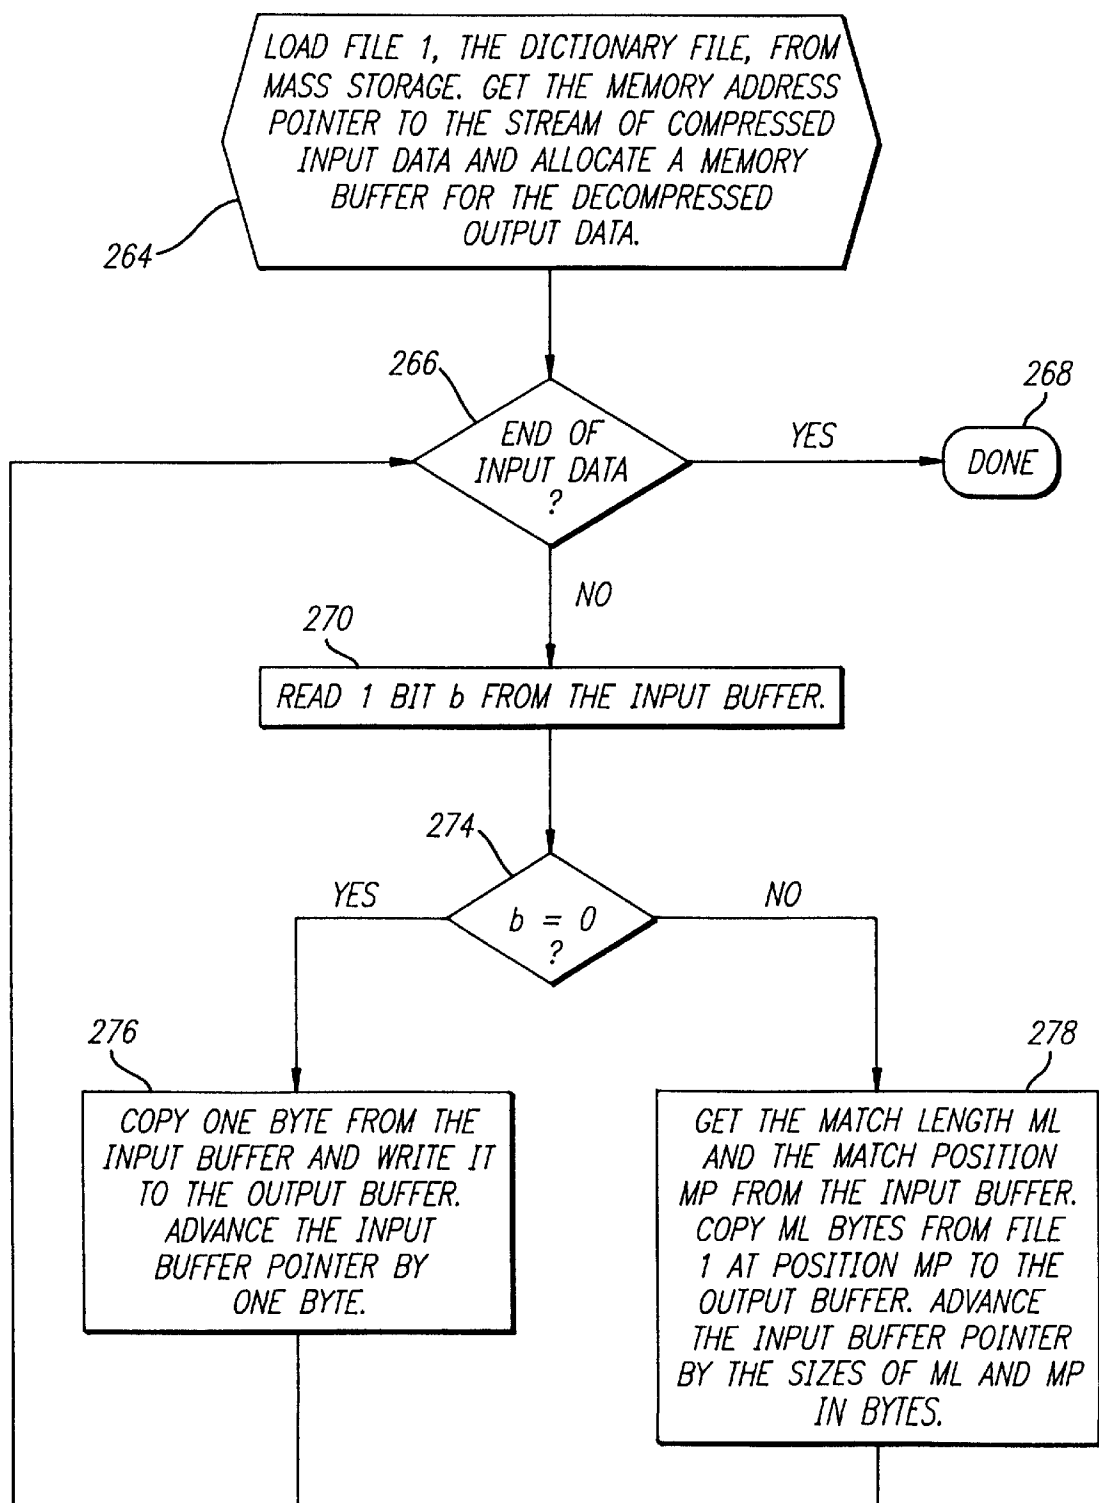 LOAD FILE 1, THE DICTIONARY FILE, FROM
MASS STORAGE. GET THE MEMORY ADDRESS
POINTER TO THE STREAM OF COMPRESSED
INPUT DATA AND ALLOCATE A MEMORY
BUFFER FOR THE DECOMPRESSED
OUTPUT DATA.
264
266
268
END OF
INPUT DATA
?
YES
DONE
NO
270
READ 1 BIT b FROM THE INPUT BUFFER.
274
YES
NO
b = 0
?
276
278
COPY ONE BYTE FROM THE
INPUT BUFFER AND WRITE IT
TO THE OUTPUT BUFFER.
ADVANCE THE INPUT
BUFFER POINTER BY
ONE BYTE.
GET THE MATCH LENGTH ML
AND THE MATCH POSITION
MP FROM THE INPUT BUFFER.
COPY ML BYTES FROM FILE
1 AT POSITION MP TO THE
OUTPUT BUFFER. ADVANCE
THE INPUT BUFFER POINTER
BY THE SIZES OF ML AND MP
IN BYTES.